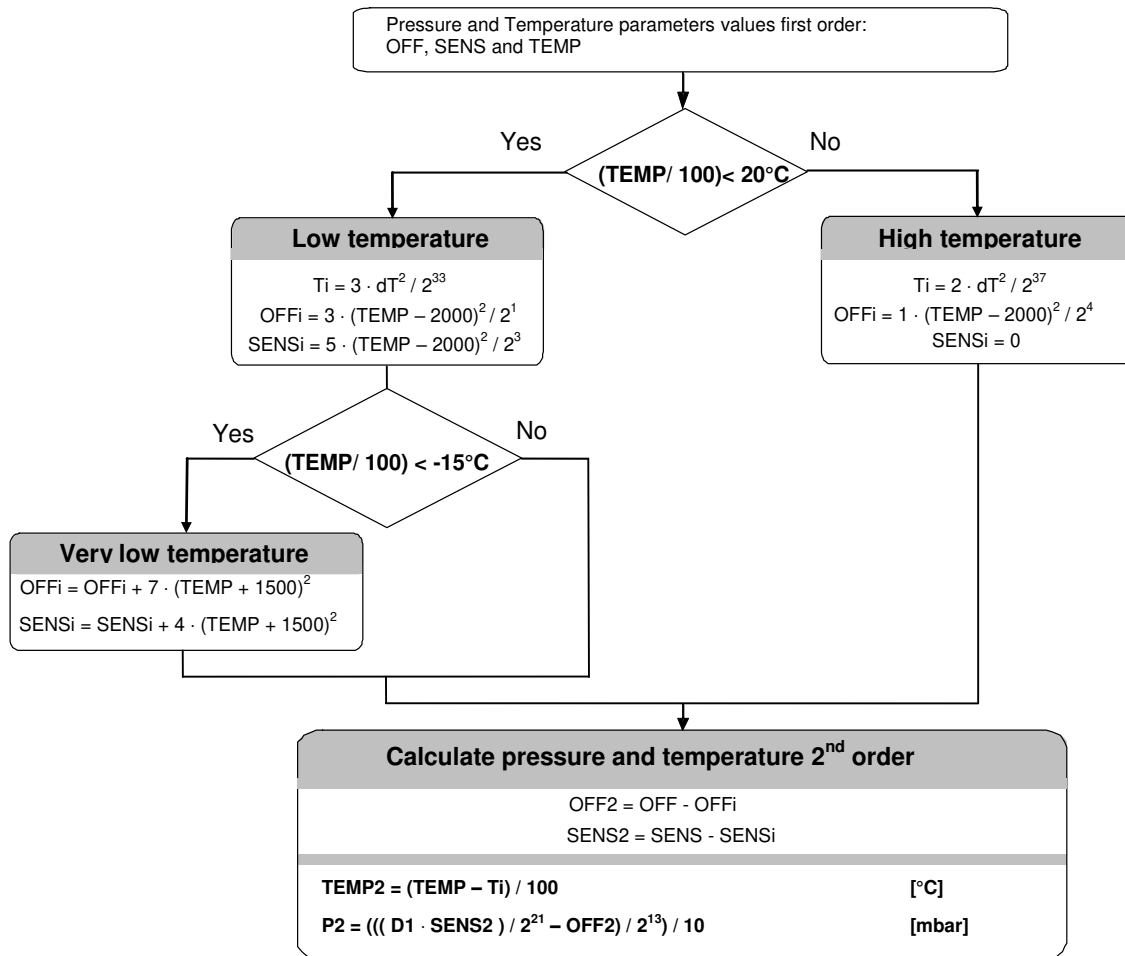 Pressure and Temperature parameters values first order:
OFF, SENS and TEMP
Yes
No
(TEMP/ 100)< 20°C
Low temperature
Ti = 3 · dT² / 2³³
OFFi = 3 · (TEMP – 2000)² / 2¹
SENSi = 5 · (TEMP – 2000)² / 2³
High temperature
Ti = 2 · dT² / 2³⁷
OFFi = 1 · (TEMP – 2000)² / 2⁴
SENSi = 0
Yes
No
(TEMP/ 100) < -15°C
Very low temperature
OFFi = OFFi + 7 · (TEMP + 1500)²
SENSi = SENSi + 4 · (TEMP + 1500)²
Calculate pressure and temperature 2ⁿᵈ order
OFF2 = OFF - OFFi
SENS2 = SENS - SENSi
TEMP2 = (TEMP – Ti) / 100 [°C]
P2 = ((( D1 · SENS2 ) / 2²¹ – OFF2) / 2¹³) / 10 [mbar]